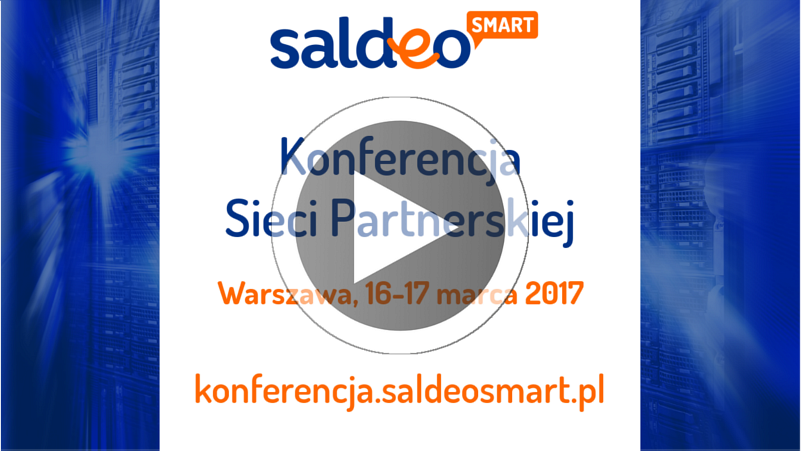 saldeo SMART
Konferencja
Sieci Partnerskiej
Warszawa, 16-17 marca 2017
konferencja.saldeosmart.pl